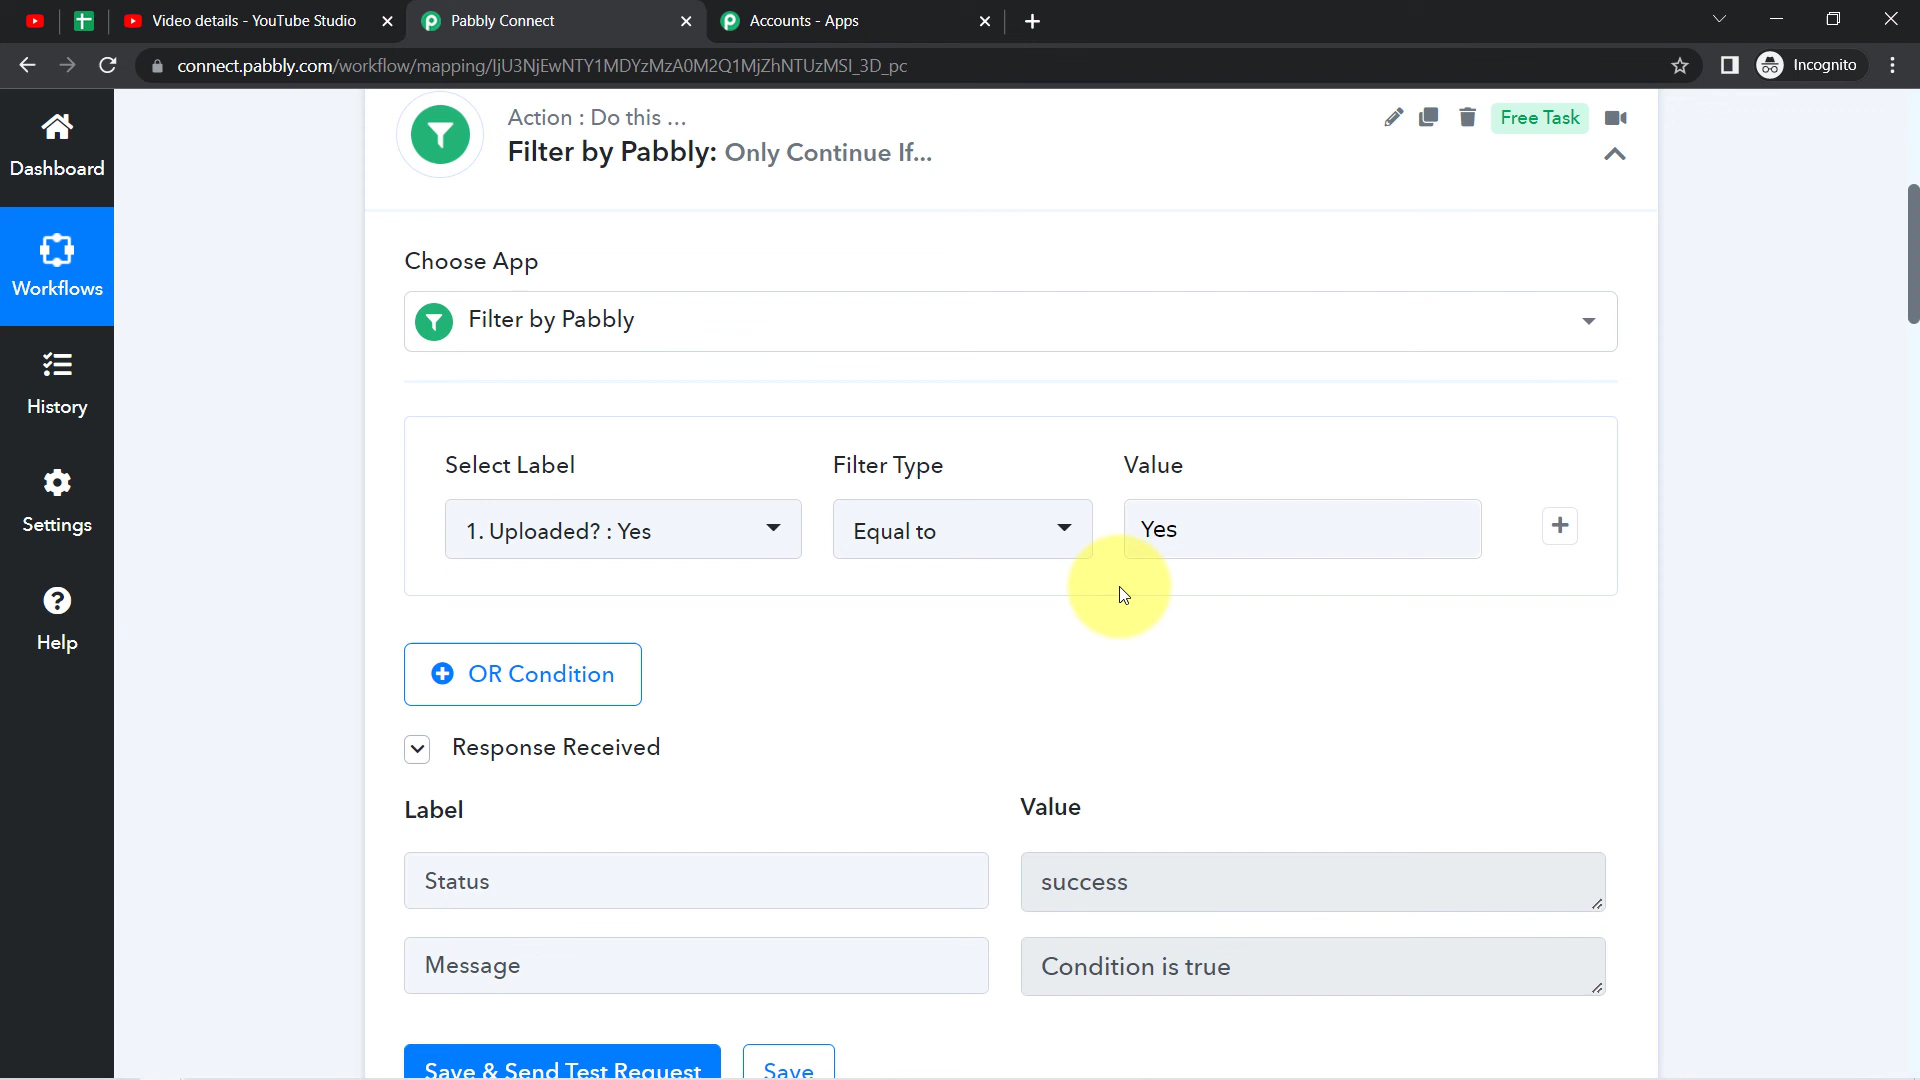 Video details - YouTube Studio
Pabbly Connect
Accounts - Apps
connect.pabbly.com/workflow/mapping/IjU3NjEwNTY1MDYzMzA0M2Q1MjZhNTUzMSI_3D_pc
Incognito
Dashboard
Workflows
History
Settings
Help
Action : Do this ...
Free Task
Filter by Pabbly: Only Continue If...
Choose App
Filter by Pabbly
Select Label
Filter Type
Value
1. Uploaded? : Yes
Equal to
Yes
OR Condition
Response Received
Label
Value
Status
success
Message
Condition is true
Save & Send Test Request
Save